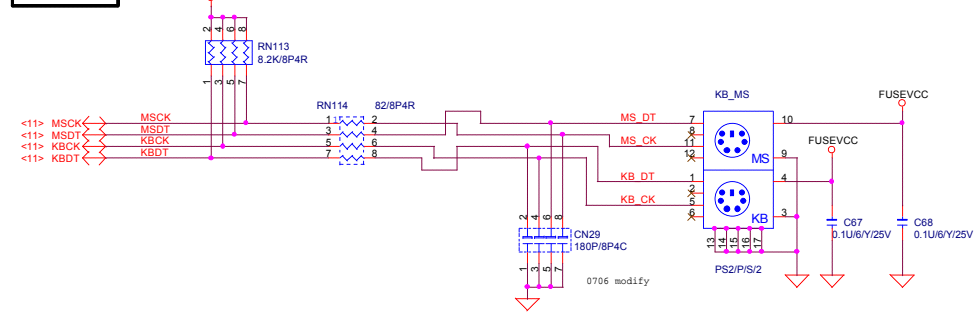 2 4 6 8
RN113
8.2K/8P4R
1 3 5 7
RN114 82/8P4R
KB_MS
FUSEVCC
<11> MSCK MSCK 1 2 MS_DT 7 10
<11> MSDT MSDT 3 4 8 FUSEVCC
<11> KBCK KBCK 5 6 MS_CK 11
<11> KBDT KBDT 7 8 12 MS 9
KB_DT 1 4
2
KB_CK 5
6 KB 3
2 4 6 8
CN29
180P/8P4C
1 3 5 7
C67
0.1U/6/Y/25V
C68
0.1U/6/Y/25V
13 14 15 16 17
PS2/P/S/2
0706 modify